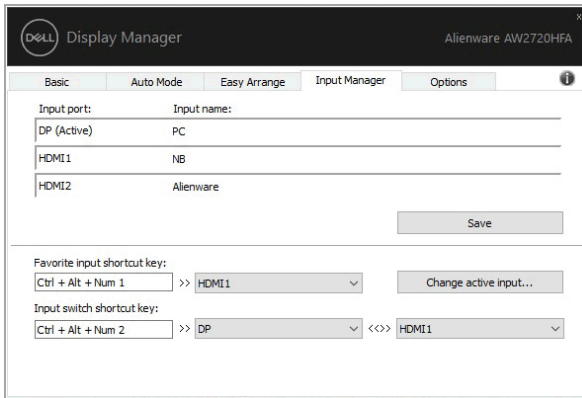 DELL Display Manager Alienware AW2720HFA
Basic Auto Mode Easy Arrange Input Manager Options
Input port: Input name:
DP (Active) PC
HDMI1 NB
HDMI2 Alienware
Save
Favorite input shortcut key:
Ctrl + Alt + Num 1 >> HDMI1 Change active input...
Input switch shortcut key:
Ctrl + Alt + Num 2 >> DP <<>> HDMI1